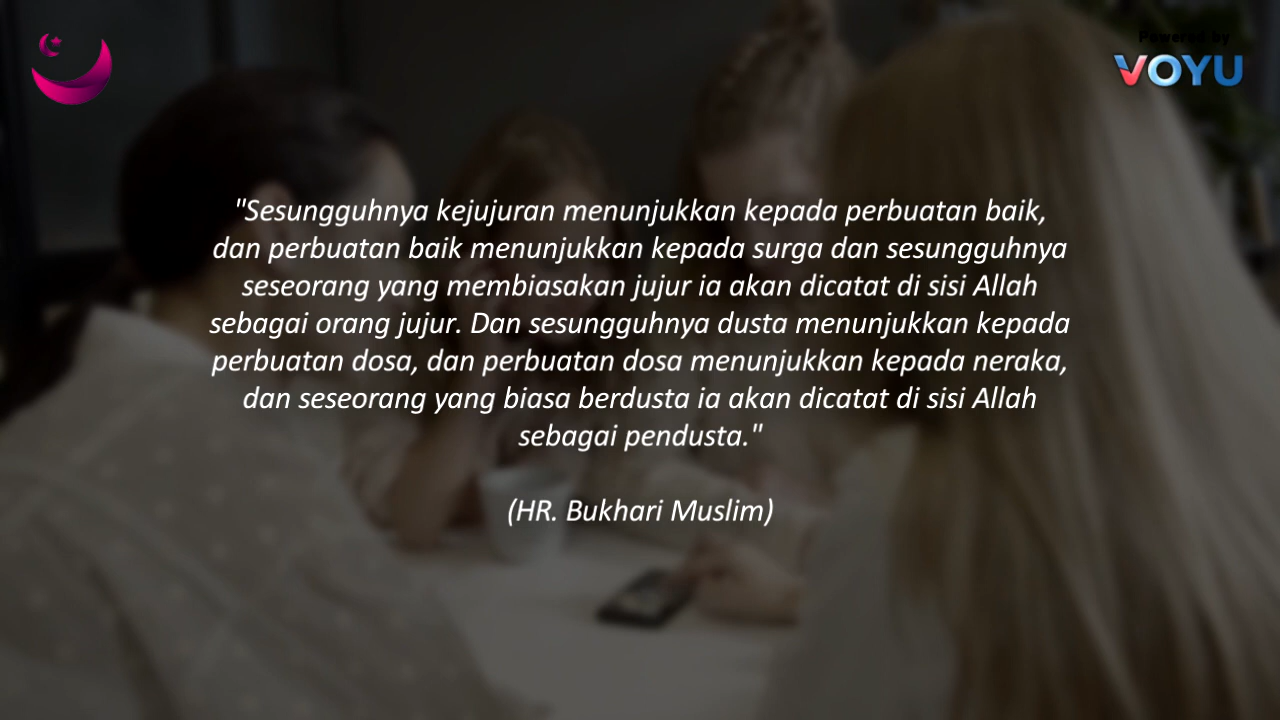 Powered by
VOYU
"Sesungguhnya kejujuran menunjukkan kepada perbuatan baik,
dan perbuatan baik menunjukkan kepada surga dan sesungguhnya
seseorang yang membiasakan jujur ia akan dicatat di sisi Allah
sebagai orang jujur. Dan sesungguhnya dusta menunjukkan kepada
perbuatan dosa, dan perbuatan dosa menunjukkan kepada neraka,
dan seseorang yang biasa berdusta ia akan dicatat di sisi Allah
sebagai pendusta."
(HR. Bukhari Muslim)